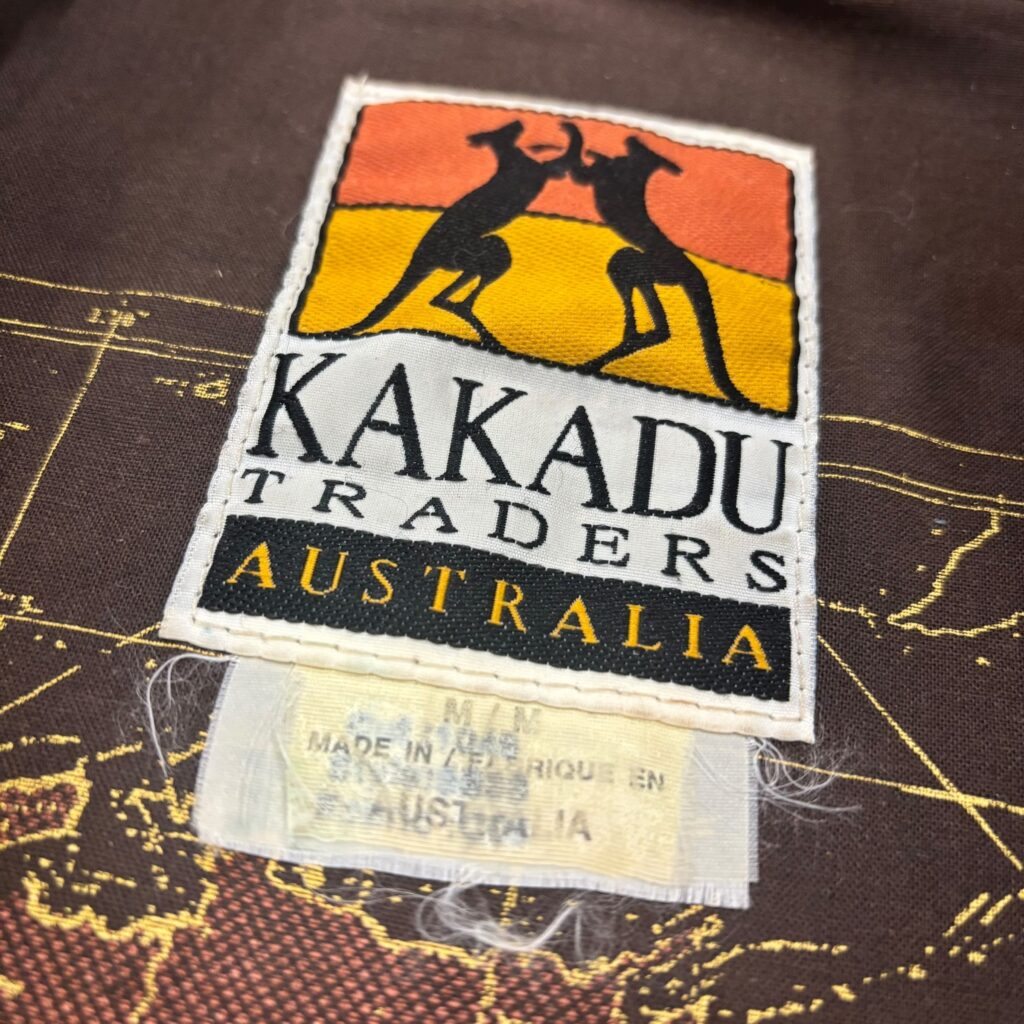 KAKADU
TRADERS
AUSTRALIA
M / M
MADE IN / FABRIQUE EN
AUSTRALIA